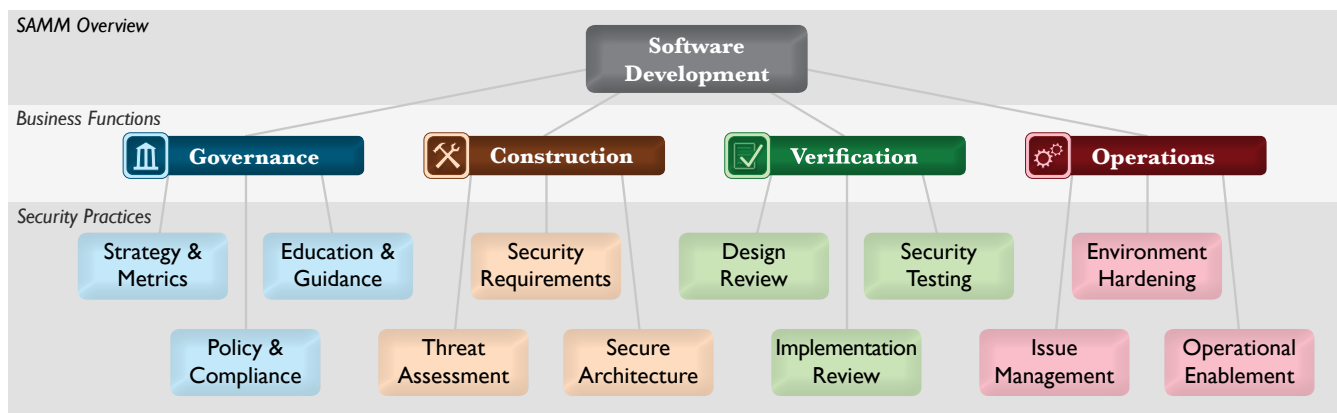 SAMM Overview
Software
Development
Business Functions
Governance
Construction
Verification
Operations
Security Practices
Strategy &
Metrics
Education &
Guidance
Security
Requirements
Design
Review
Security
Testing
Environment
Hardening
Policy &
Compliance
Threat
Assessment
Secure
Architecture
Implementation
Review
Issue
Management
Operational
Enablement